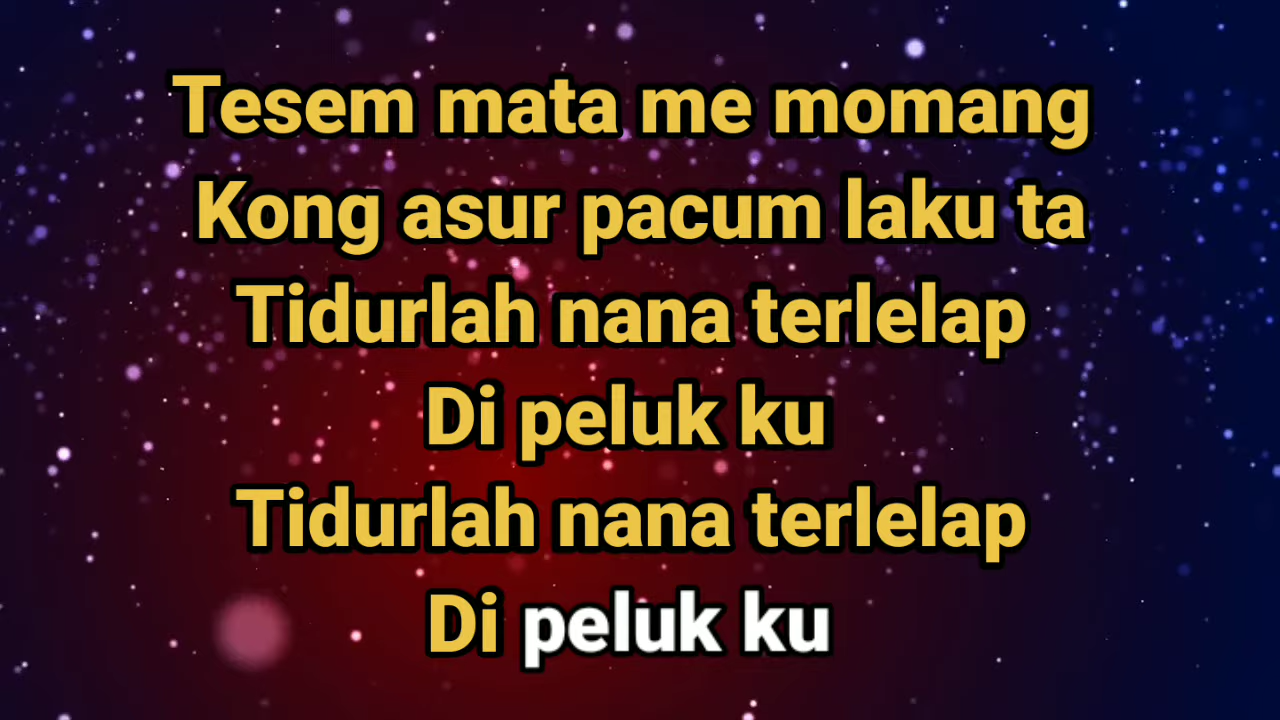 Tesem mata me momang
Kong asur pacum laku ta
Tidurlah nana terlelap
Di peluk ku
Tidurlah nana terlelap
Di peluk ku